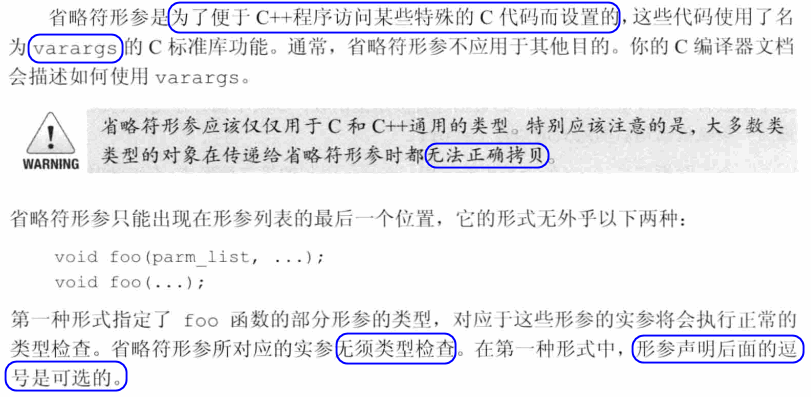 省略符形参是为了便于 C++程序访问某些特殊的 C 代码而设置的,这些代码使用了名
为 varargs 的 C 标准库功能。通常，省略符形参不应用于其他目的。你的 C 编译器文档
会描述如何使用 varargs。
省略符形参应该仅仅用于 C 和 C++通用的类型。特别应该注意的是，大多数类
类型的对象在传递给省略符形参时都无法正确拷贝。
WARNING
省略符形参只能出现在形参列表的最后一个位置，它的形式无外乎以下两种：
void foo(parm_list, ...);
void foo(...);
第一种形式指定了 foo 函数的部分形参的类型，对应于这些形参的实参将会执行正常的
类型检查。省略符形参所对应的实参无须类型检查。在第一种形式中，形参声明后面的逗
号是可选的。